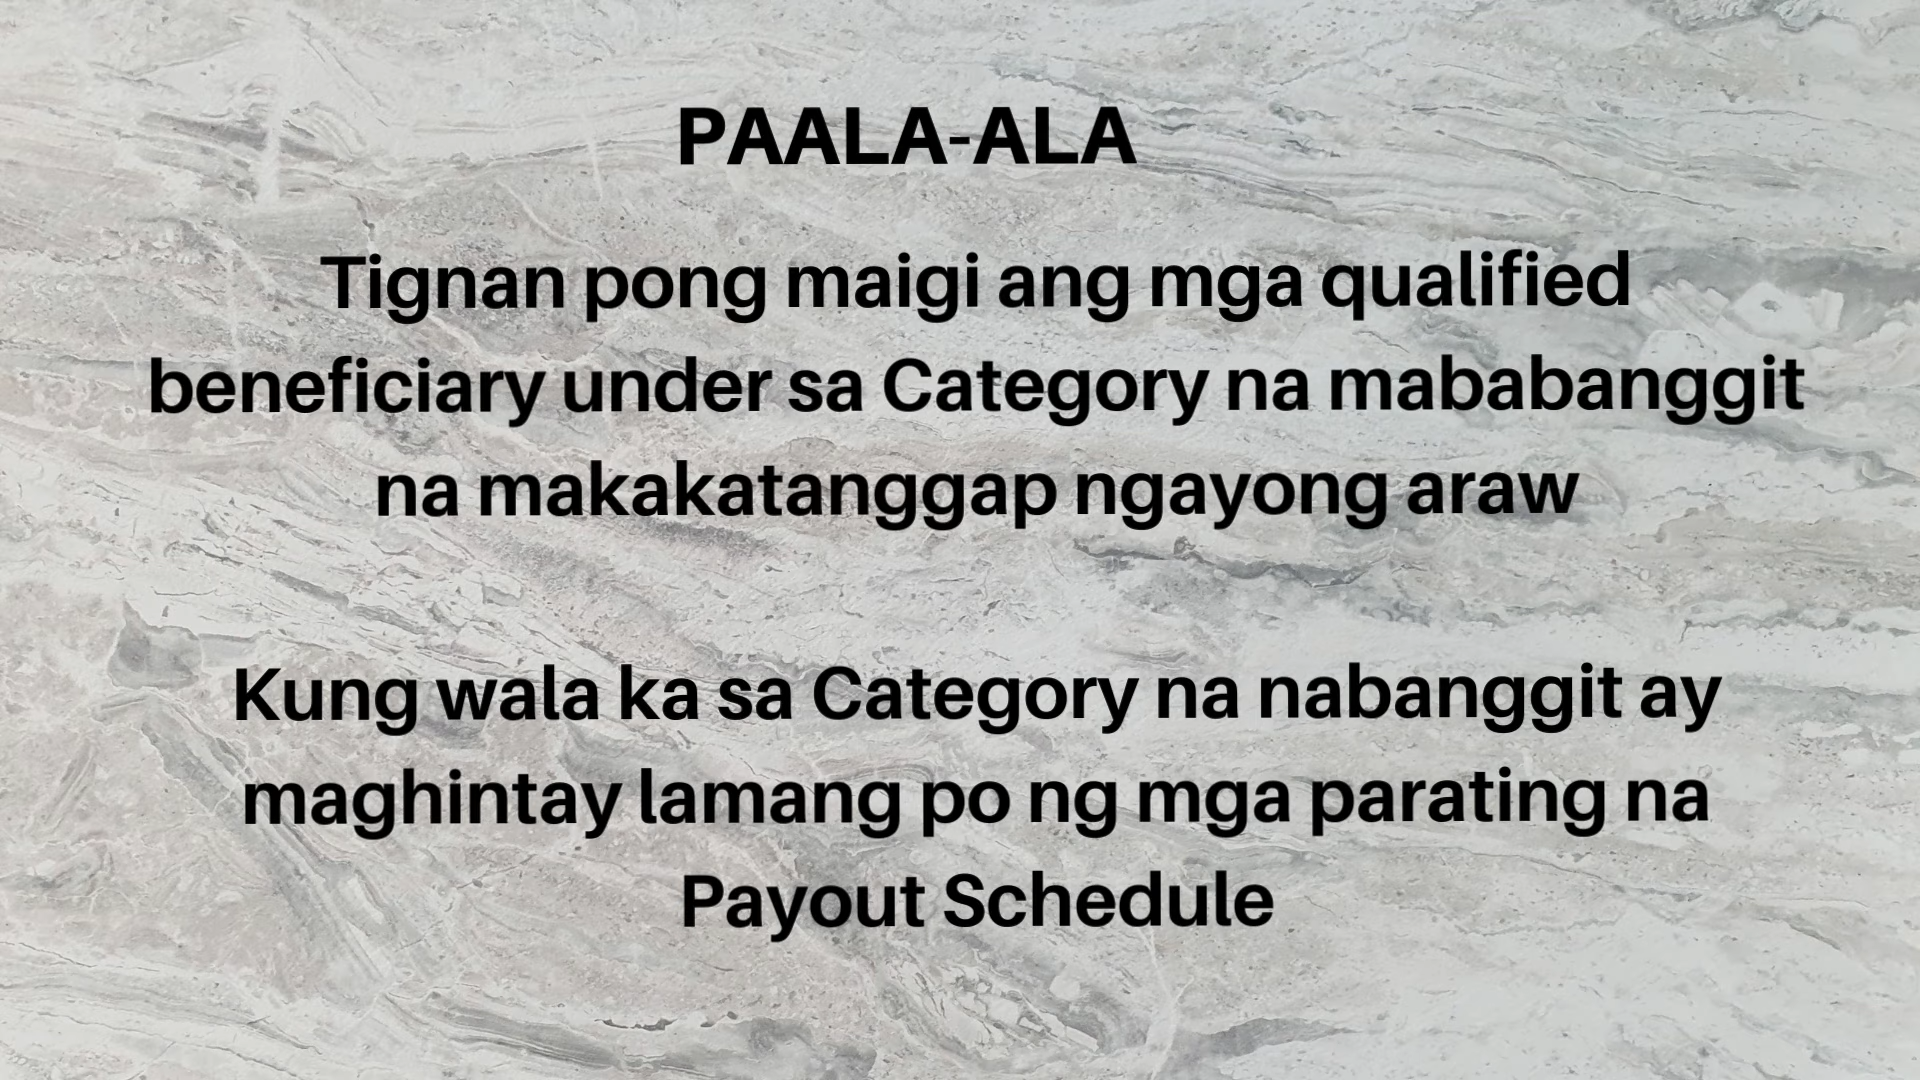 PAALA-ALA
Tignan pong maigi ang mga qualified
beneficiary under sa Category na mababanggit
na makakatanggap ngayong araw
Kung wala ka sa Category na nabanggit ay
maghintay lamang po ng mga parating na
Payout Schedule